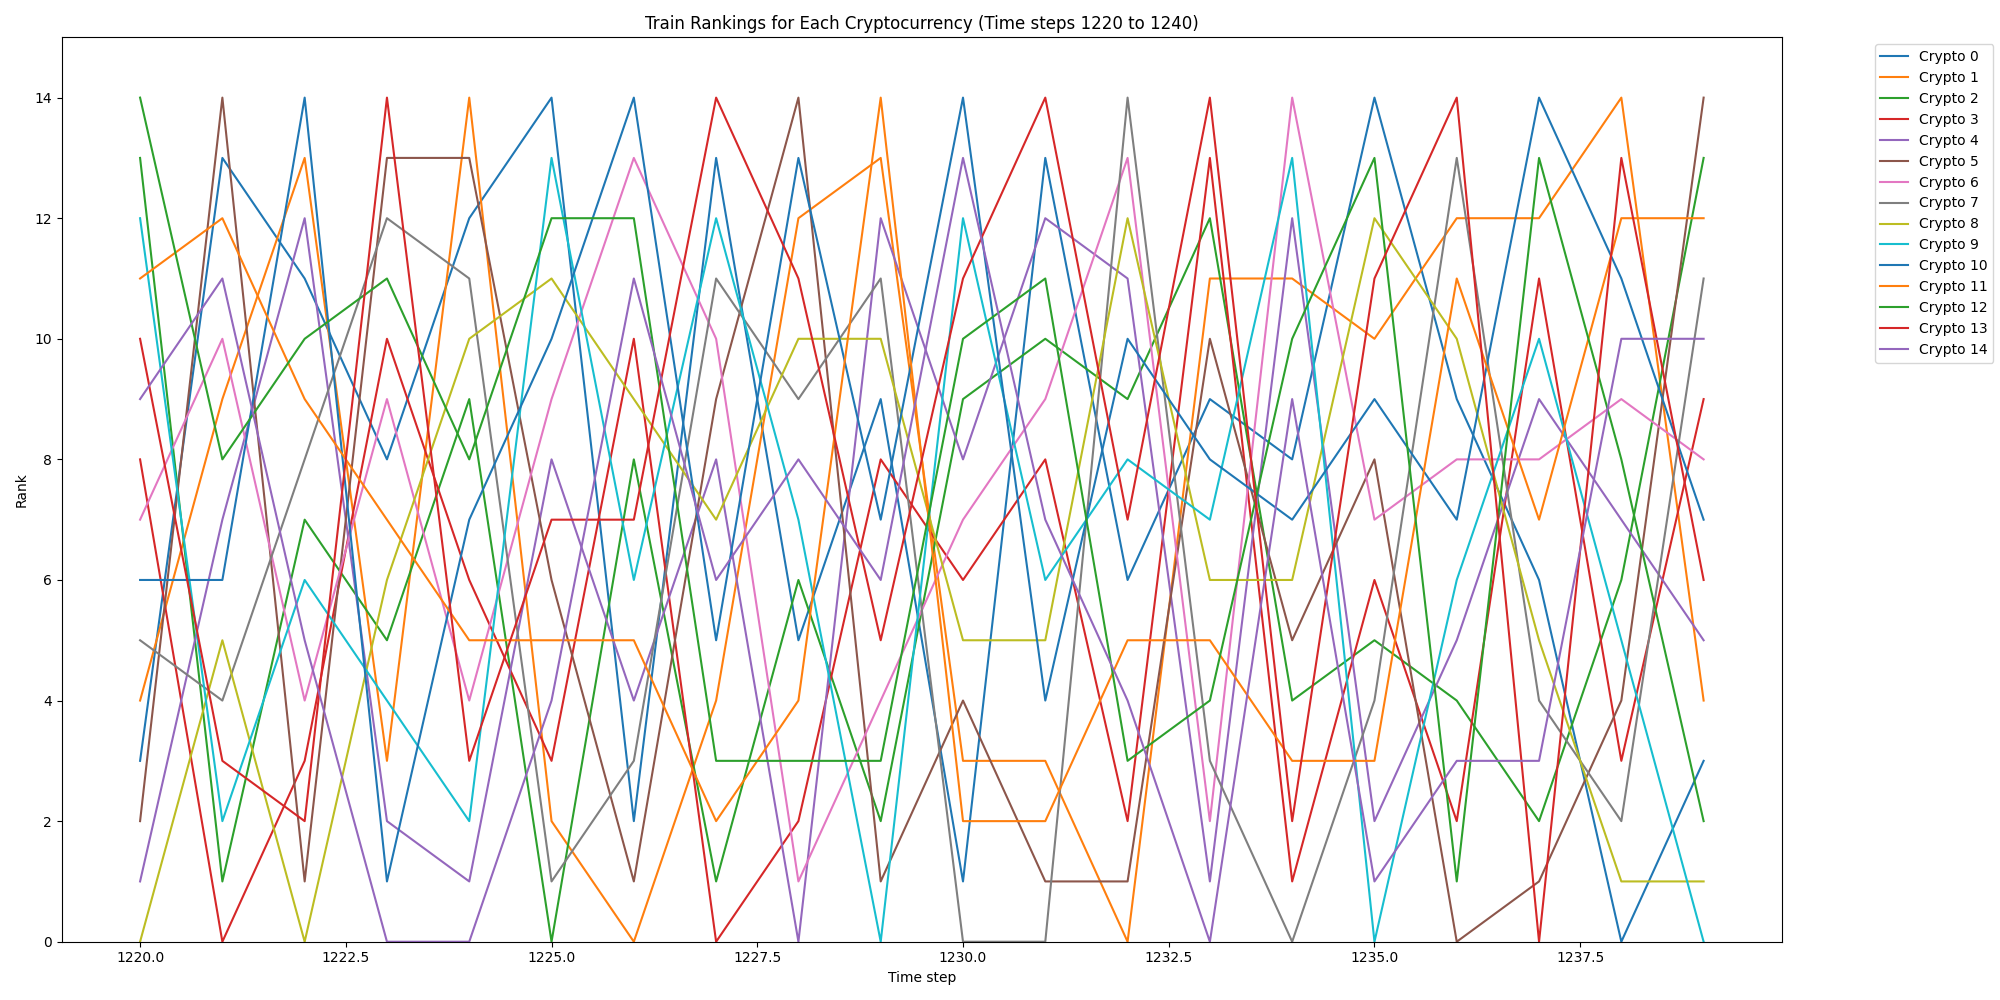 Train Rankings for Each Cryptocurrency (Time steps 1220 to 1240)
Rank
14
12
10
8
6
4
2
0
1220.0 1222.5 1225.0 1227.5 1230.0 1232.5 1235.0 1237.5
Time step
Crypto 0
Crypto 1
Crypto 2
Crypto 3
Crypto 4
Crypto 5
Crypto 6
Crypto 7
Crypto 8
Crypto 9
Crypto 10
Crypto 11
Crypto 12
Crypto 13
Crypto 14